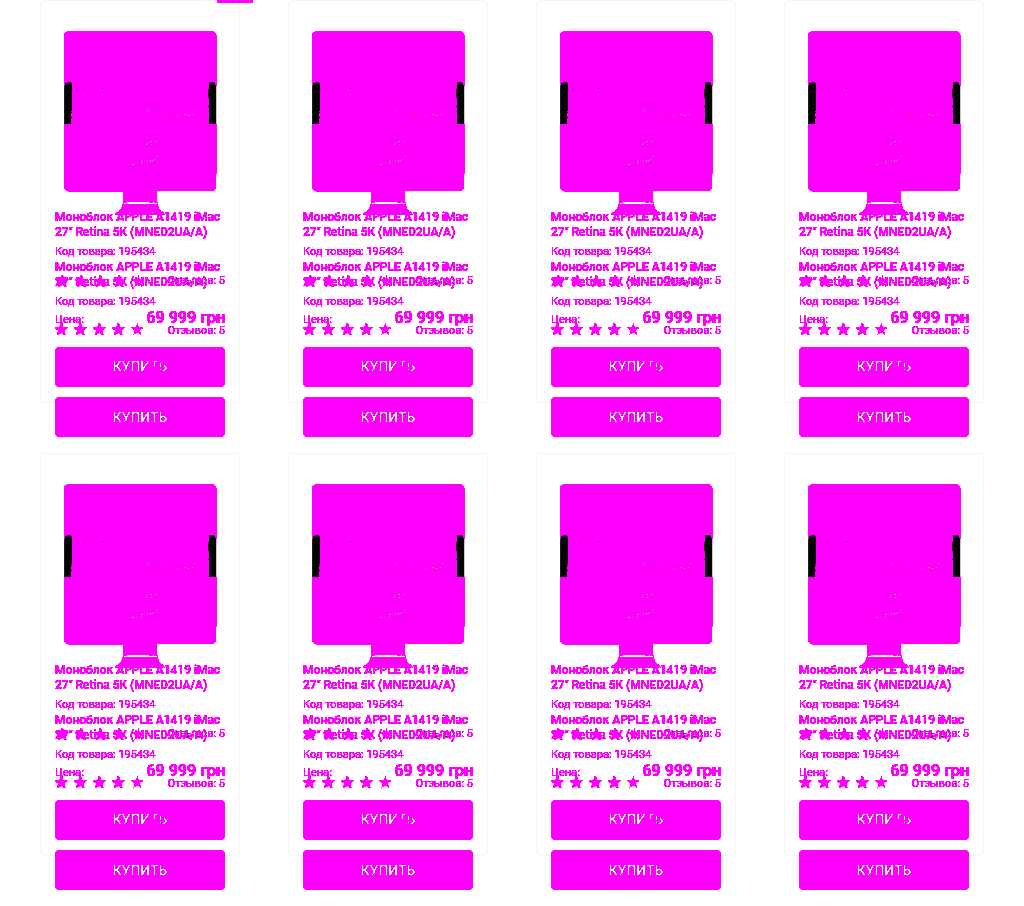 Моноблок APPLE A1419 iMac
27" Retina 5K (MNED2UA/A)
Код товара: 195434
Моноблок APPLE A1419 iMac
27" Retina 5K (MNED2UA/A) 5
Код товара: 195434
Цена: 69 999 грн
Отзывов: 5
КУПИТЬ
КУПИТЬ
Моноблок APPLE A1419 iMac
27" Retina 5K (MNED2UA/A)
Код товара: 195434
Моноблок APPLE A1419 iMac
27" Retina 5K (MNED2UA/A) 5
Код товара: 195434
Цена: 69 999 грн
Отзывов: 5
КУПИТЬ
КУПИТЬ
Моноблок APPLE A1419 iMac
27" Retina 5K (MNED2UA/A)
Код товара: 195434
Моноблок APPLE A1419 iMac
27" Retina 5K (MNED2UA/A) 5
Код товара: 195434
Цена: 69 999 грн
Отзывов: 5
КУПИТЬ
КУПИТЬ
Моноблок APPLE A1419 iMac
27" Retina 5K (MNED2UA/A)
Код товара: 195434
Моноблок APPLE A1419 iMac
27" Retina 5K (MNED2UA/A) 5
Код товара: 195434
Цена: 69 999 грн
Отзывов: 5
КУПИТЬ
КУПИТЬ
Моноблок APPLE A1419 iMac
27" Retina 5K (MNED2UA/A)
Код товара: 195434
Моноблок APPLE A1419 iMac
27" Retina 5K (MNED2UA/A) 5
Код товара: 195434
Цена: 69 999 грн
Отзывов: 5
КУПИТЬ
КУПИТЬ
Моноблок APPLE A1419 iMac
27" Retina 5K (MNED2UA/A)
Код товара: 195434
Моноблок APPLE A1419 iMac
27" Retina 5K (MNED2UA/A) 5
Код товара: 195434
Цена: 69 999 грн
Отзывов: 5
КУПИТЬ
КУПИТЬ
Моноблок APPLE A1419 iMac
27" Retina 5K (MNED2UA/A)
Код товара: 195434
Моноблок APPLE A1419 iMac
27" Retina 5K (MNED2UA/A) 5
Код товара: 195434
Цена: 69 999 грн
Отзывов: 5
КУПИТЬ
КУПИТЬ
Моноблок APPLE A1419 iMac
27" Retina 5K (MNED2UA/A)
Код товара: 195434
Моноблок APPLE A1419 iMac
27" Retina 5K (MNED2UA/A) 5
Код товара: 195434
Цена: 69 999 грн
Отзывов: 5
КУПИТЬ
КУПИТЬ